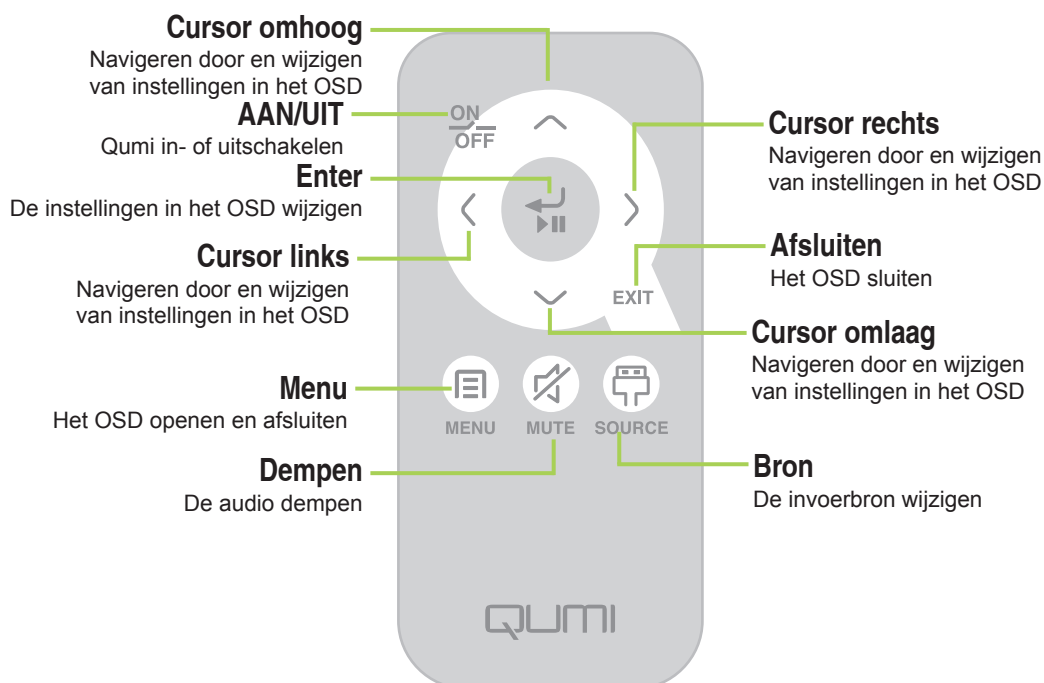 Cursor omhoog
Navigeren door en wijzigen
van instellingen in het OSD
AAN/UIT
Qumi in- of uitschakelen
Enter
De instellingen in het OSD wijzigen
Cursor links
Navigeren door en wijzigen
van instellingen in het OSD
Menu
Het OSD openen en afsluiten
Dempen
De audio dempen
ON
OFF
EXIT
MENU
MUTE
SOURCE
QUMI
Cursor rechts
Navigeren door en wijzigen
van instellingen in het OSD
Afsluiten
Het OSD sluiten
Cursor omlaag
Navigeren door en wijzigen
van instellingen in het OSD
Bron
De invoerbron wijzigen